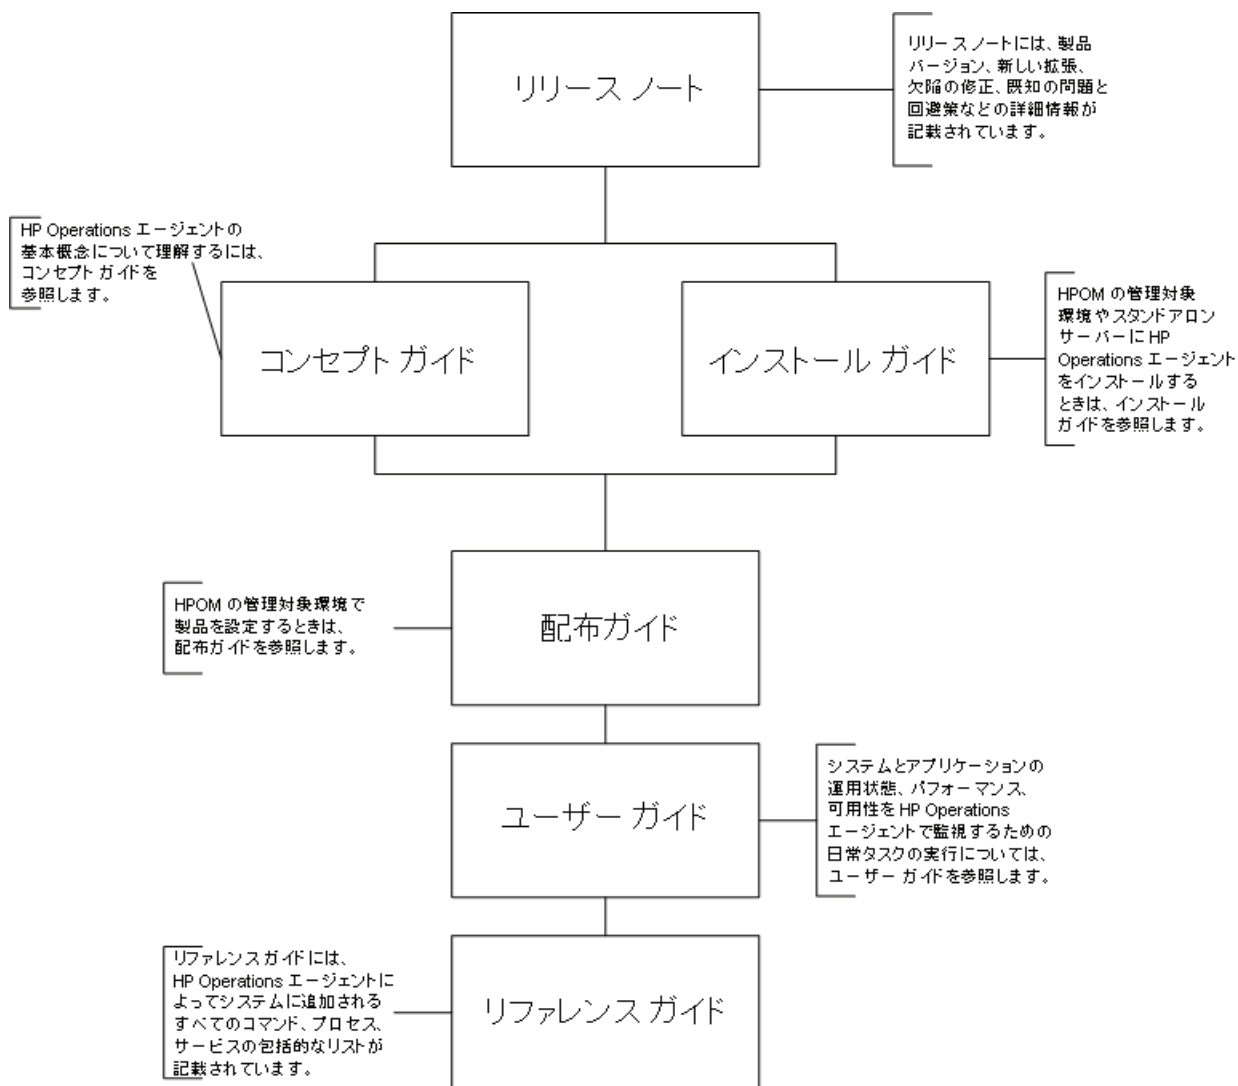 リリース ノート
リリース ノートには、製品
バージョン、新しい拡張、
欠陥の修正、既知の問題と
回避策などの詳細情報が
記載されています。
HP Operations エージェントの
基本概念について理解するには、
コンセプト ガイドを
参照します。
コンセプト ガイド
インストール ガイド
HPOM の管理対象
環境やスタンドアロン
サーバーに HP
Operations エージェント
をインストールする
ときは、インストール
ガイドを参照します。
HPOM の管理対象環境で
製品を設定するときは、
配布ガイドを参照します。
配布ガイド
ユーザー ガイド
システムとアプリケーションの
運用状態、パフォーマンス、
可用性を HP Operations
エージェントで監視するための
日常タスクの実行については、
ユーザー ガイドを参照します。
リファレンス ガイドには、
HP Operations エージェントに
よってシステムに追加される
すべてのコマンド、プロセス、
サービスの包括的なリストが
記載されています。
リファレンス ガイド